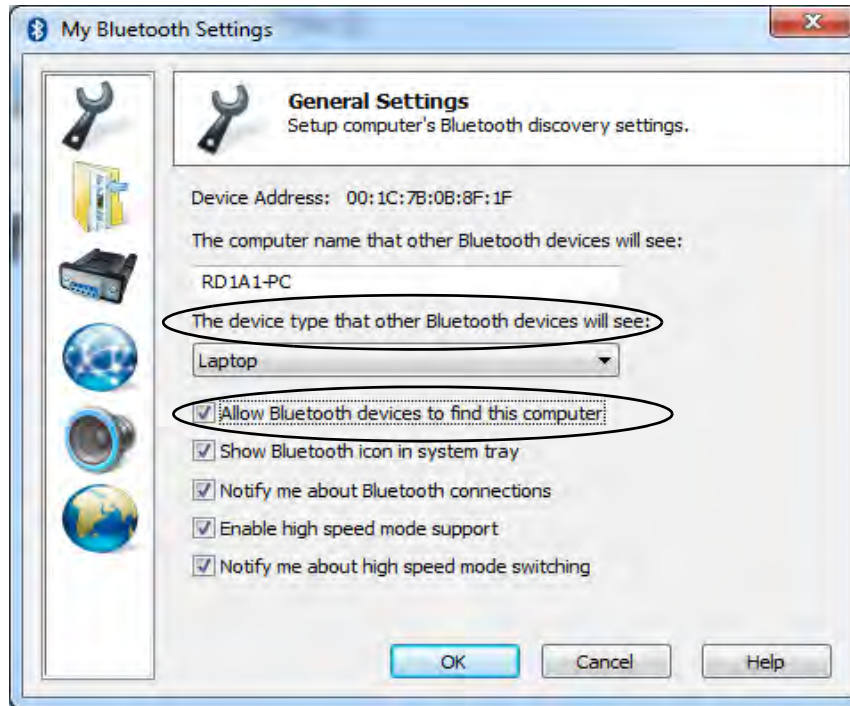 My Bluetooth Settings
General Settings
Setup computer's Bluetooth discovery settings.
Device Address: 00:1C:7B:0B:8F:1F
The computer name that other Bluetooth devices will see:
RD1A1-PC
The device type that other Bluetooth devices will see:
Laptop
Allow Bluetooth devices to find this computer
Show Bluetooth icon in system tray
Notify me about Bluetooth connections
Enable high speed mode support
Notify me about high speed mode switching
OK Cancel Help